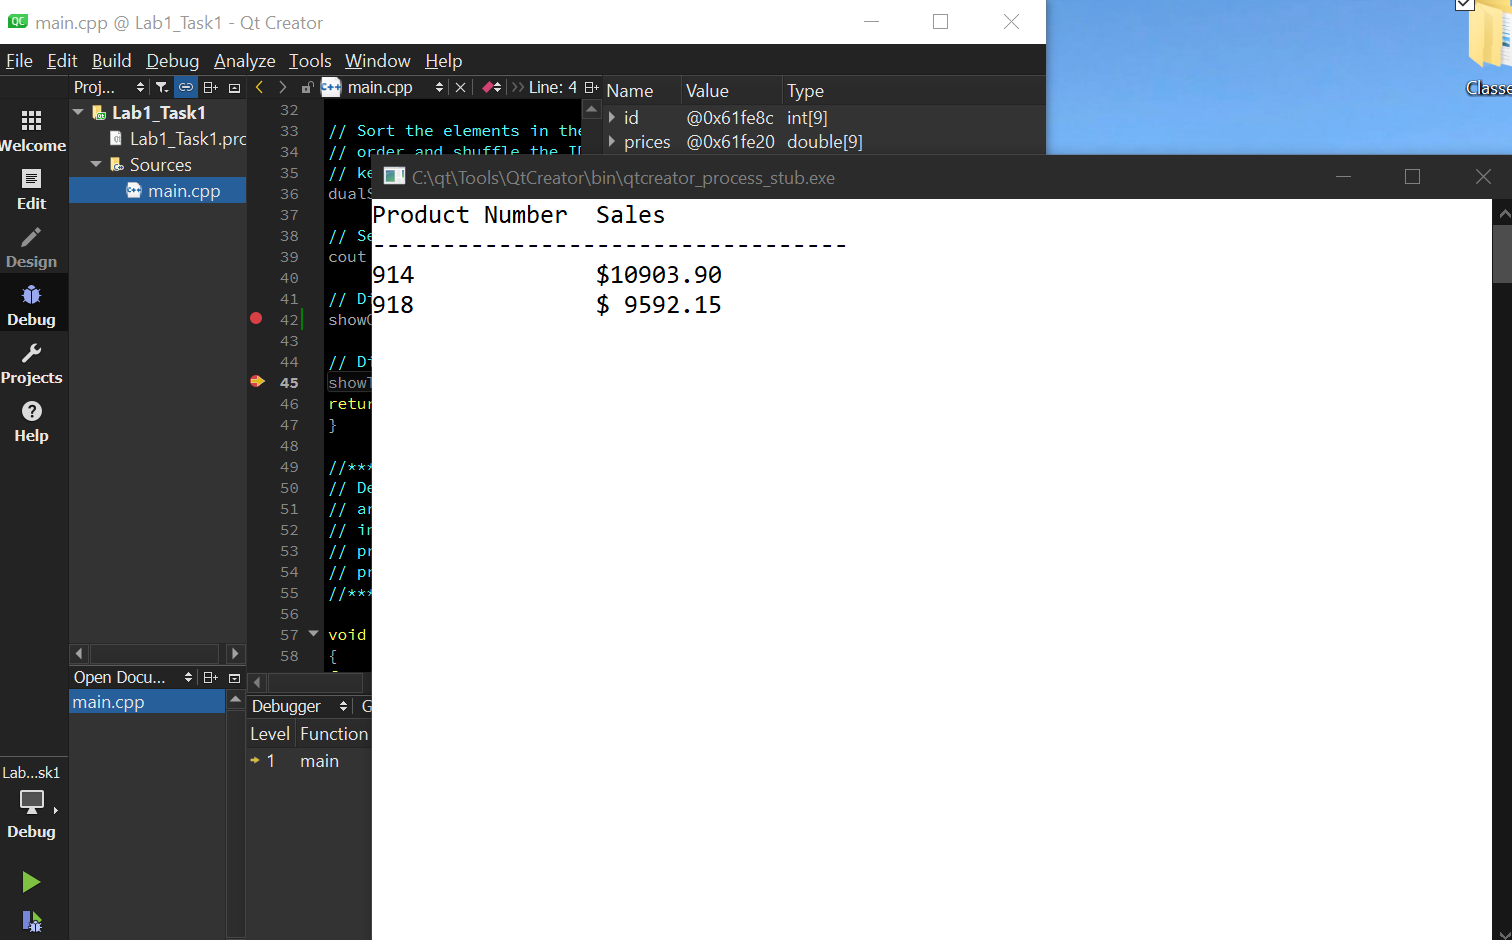 main.cpp @ Lab1_Task1 - Qt Creator
File Edit Build Debug Analyze Tools Window Help
Proj...
main.cpp
Line: 4
Name Value Type
id @0x61fe8c int[9]
prices @0x61fe20 double[9]
Classe
Welcome
Edit
Design
Debug
Projects
Help
Lab1_Task1
Lab1_Task1.pro
Sources
main.cpp
32
33 // Sort the elements in the
34 // order and shuffle the ID
35 // ke
36 dualS
37
38 // Se
39 cout
40
41 // Di
42 show
43
44 // Di
45 show
46 retur
47 }
48
49 //***
50 // De
51 // ar
52 // in
53 // pr
54 // pr
55 //***
56
57 void
58 {
C:\qt\Tools\QtCreator\bin\qtcreator_process_stub.exe
Product Number Sales
----------------------------------
914 $10903.90
918 $ 9592.15
Open Docu...
main.cpp
Debugger
Level Function
1 main
Lab...sk1
Debug